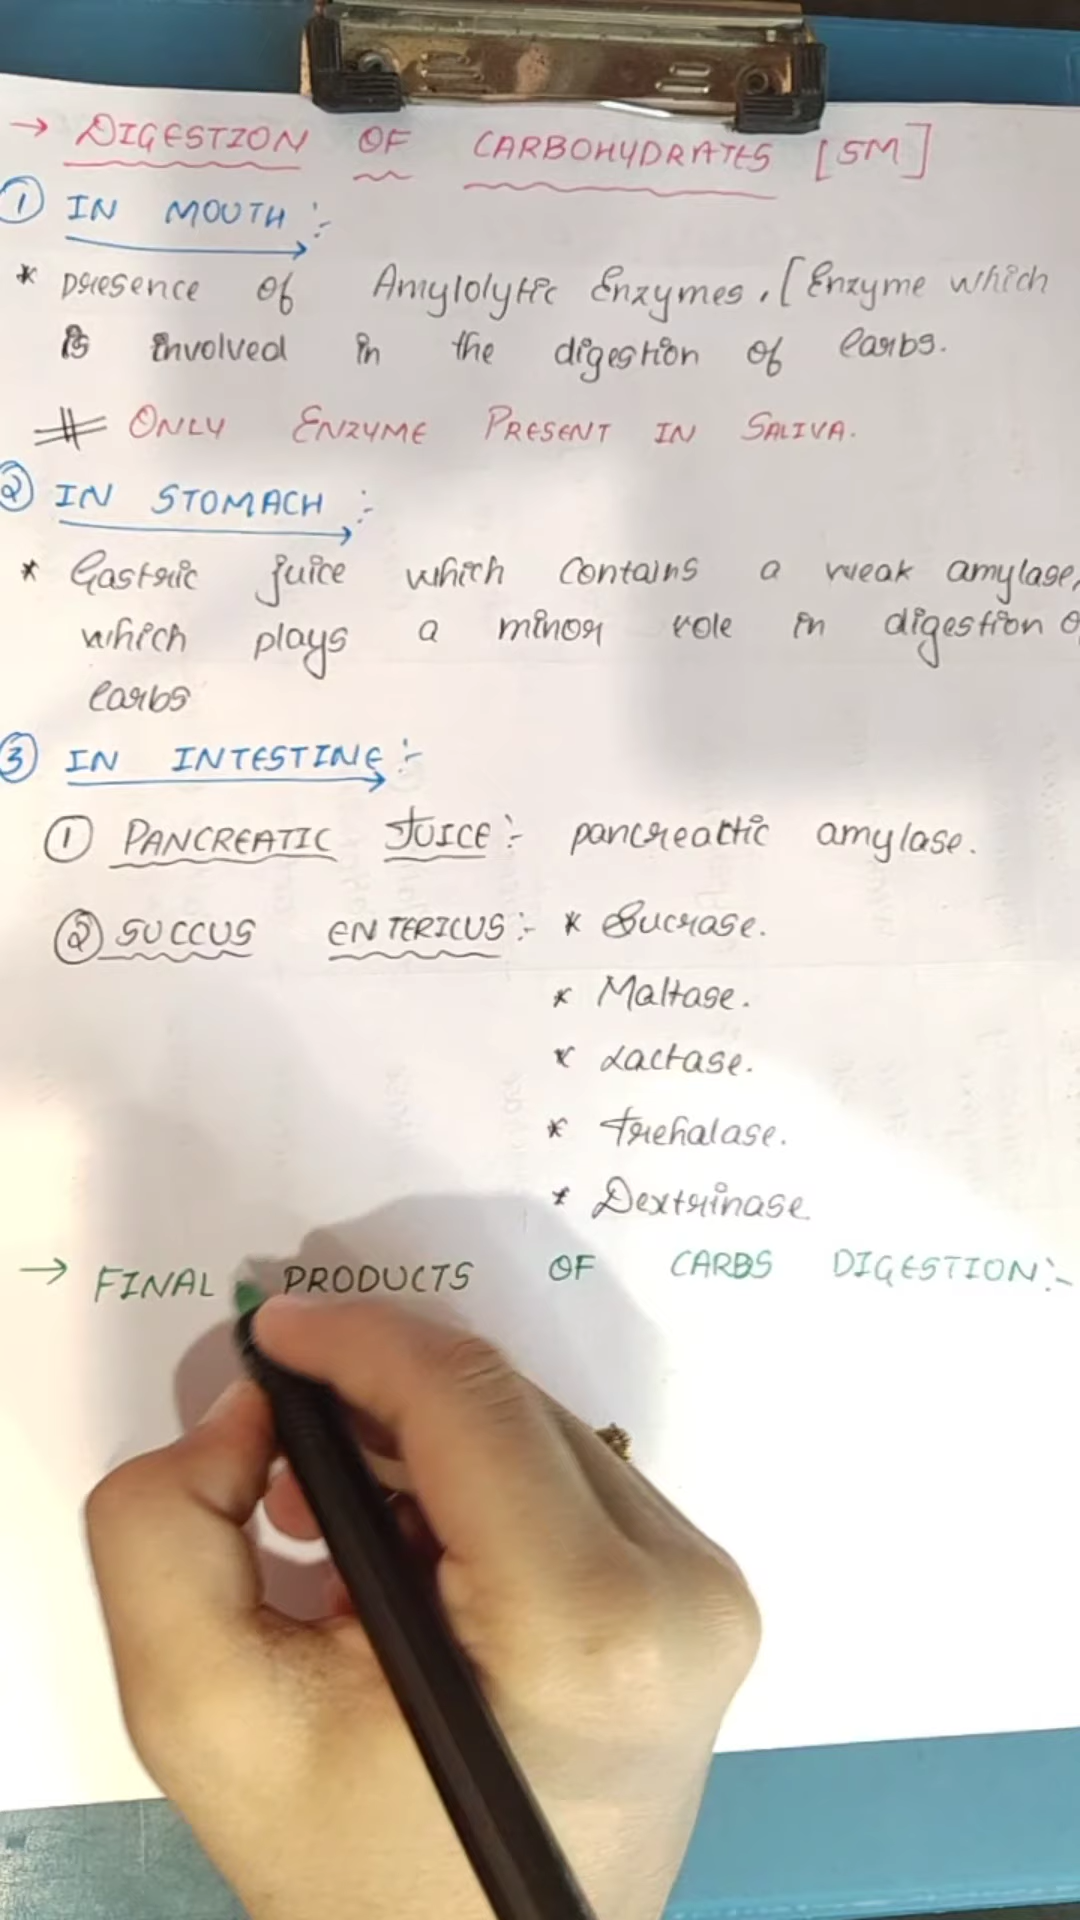 → DIGESTION OF CARBOHYDRATES [5M]
① IN MOUTH :-
* presence of Amylolytic Enzymes, [Enzyme which
is involved in the digestion of Carbs.
# ONLY ENZYME PRESENT IN SALIVA.
② IN STOMACH :-
* Gastric juice which contains a weak amylase,
which plays a minor role in digestion o
Carbs
③ IN INTESTINE :-
① PANCREATIC JUICE :- pancreactic amylase.
② SUCCUS ENTERICUS :- * Sucrase.
* Maltase.
* Lactase.
* Trehalase.
* Dextrinase
→ FINAL PRODUCTS OF CARBS DIGESTION :-